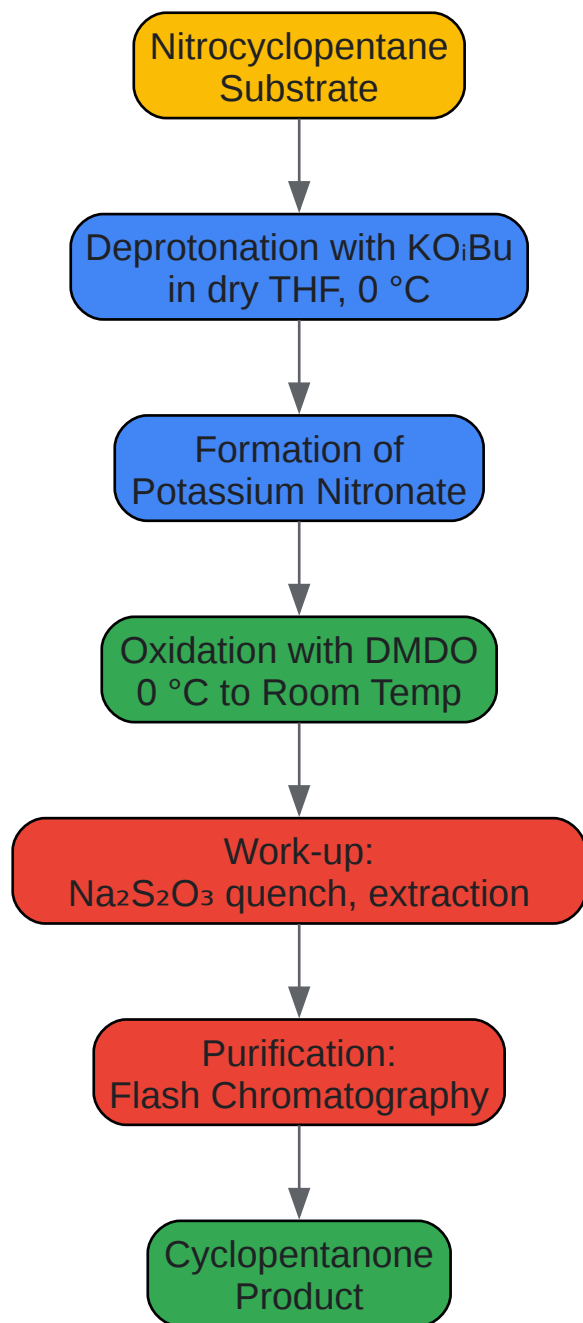 Nitrocyclopentane
Substrate
Deprotonation with KOᵢBu
in dry THF, 0 °C
Formation of
Potassium Nitronate
Oxidation with DMDO
0 °C to Room Temp
Work-up:
Na₂S₂O₃ quench, extraction
Purification:
Flash Chromatography
Cyclopentanone
Product